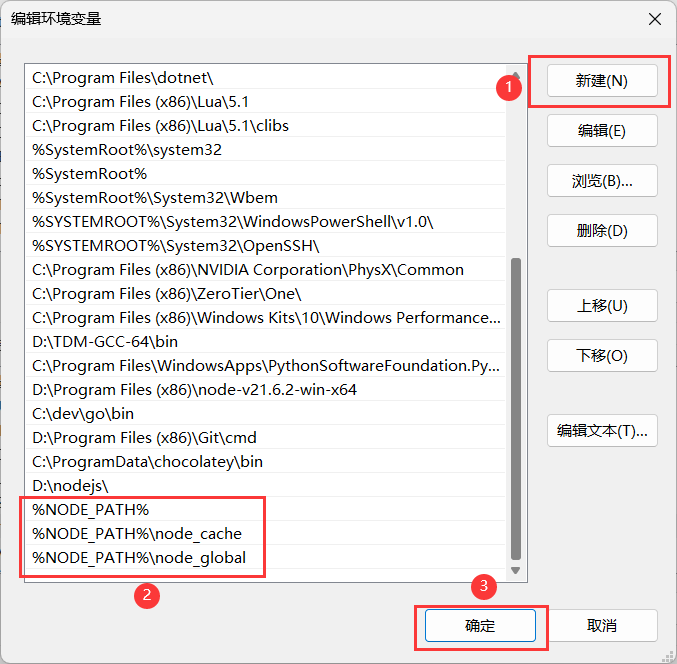 编辑环境变量
C:\Program Files\dotnet\
C:\Program Files (x86)\Lua\5.1
C:\Program Files (x86)\Lua\5.1\clibs
%SystemRoot%\system32
%SystemRoot%
%SystemRoot%\System32\Wbem
%SYSTEMROOT%\System32\WindowsPowerShell\v1.0\
%SYSTEMROOT%\System32\OpenSSH\
C:\Program Files (x86)\NVIDIA Corporation\PhysX\Common
C:\Program Files (x86)\ZeroTier\One\
C:\Program Files (x86)\Windows Kits\10\Windows Performance...
D:\TDM-GCC-64\bin
C:\Program Files\WindowsApps\PythonSoftwareFoundation.Py...
D:\Program Files (x86)\node-v21.6.2-win-x64
C:\dev\go\bin
D:\Program Files (x86)\Git\cmd
C:\ProgramData\chocolatey\bin
D:\nodejs\
%NODE_PATH%
%NODE_PATH%\node_cache
%NODE_PATH%\node_global
2
1
新建(N)
编辑(E)
浏览(B)...
删除(D)
上移(U)
下移(O)
编辑文本(T)...
3
确定
取消